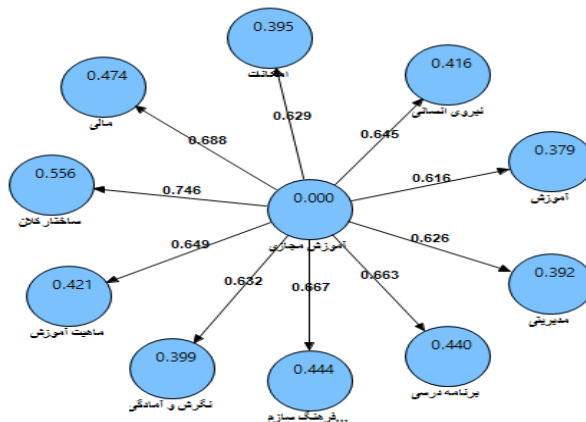 0.395
امکانات
0.474
مالی
0.416
نیروی انسانی
0.629
0.688
0.645
0.379
آموزش
0.556
ساختار کلان
0.616
0.746
0.000
آموزش مجازی
0.649
0.626
0.421
ماهیت آموزش
0.392
مدیریتی
0.632
0.667
0.663
0.399
نگرش و آمادگی
0.444
فرهنگ سازم...
0.440
برنامه درسی